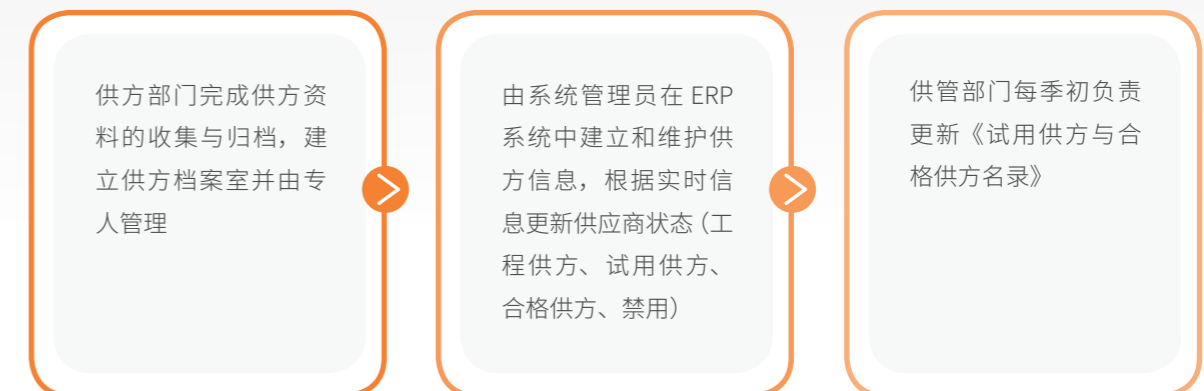 供方部门完成供方资
料的收集与归档，建
立供方档案室并由专
人管理
由系统管理员在 ERP
系统中建立和维护供
方信息，根据实时信
息更新供应商状态（工
程供方、试用供方、
合格供方、禁用）
供管部门每季初负责
更新《试用供方与合
格供方名录》